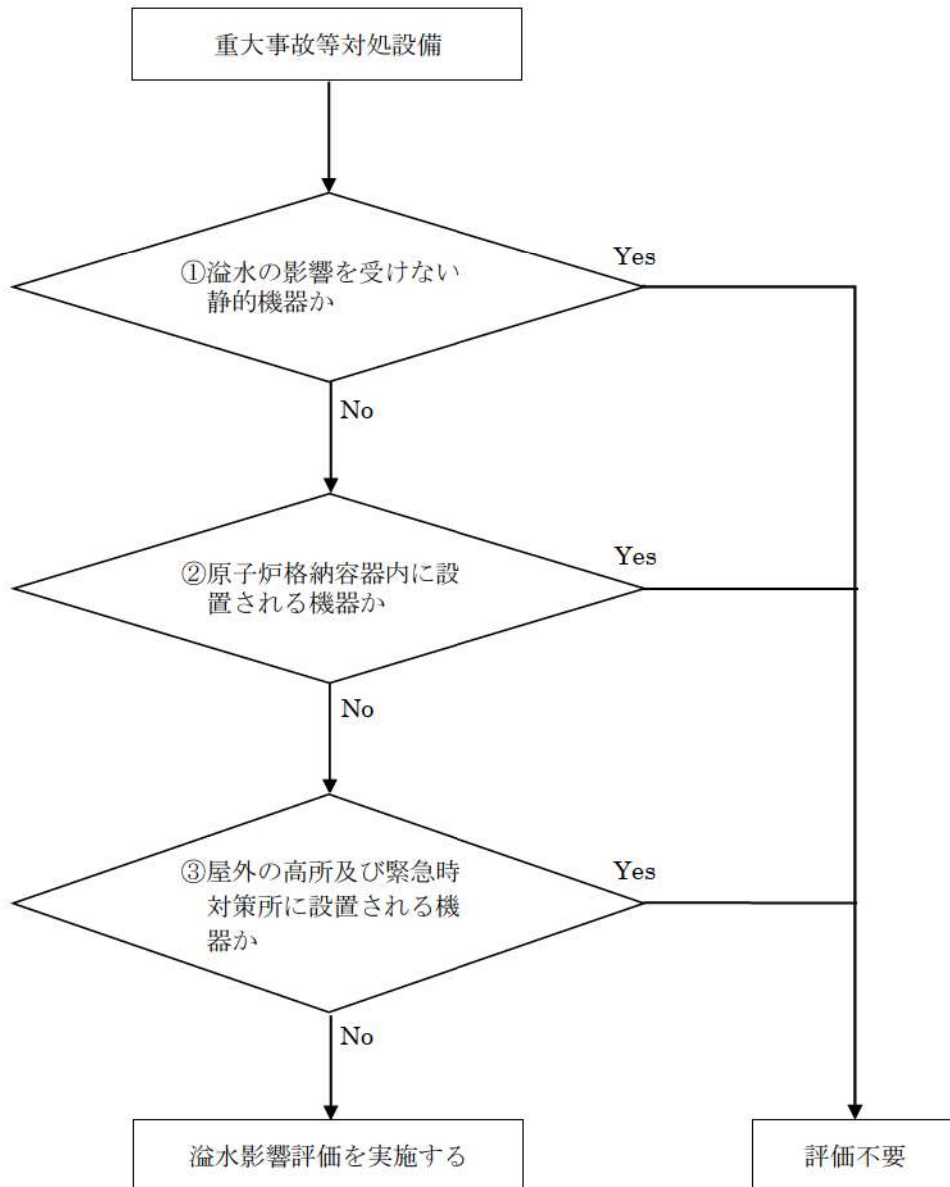 重大事故等対処設備
①溢水の影響を受けない
静的機器か
Yes
No
②原子炉格納容器内に設
置される機器か
Yes
No
③屋外の高所及び緊急時
対策所に設置される機
器か
Yes
No
溢水影響評価を実施する
評価不要